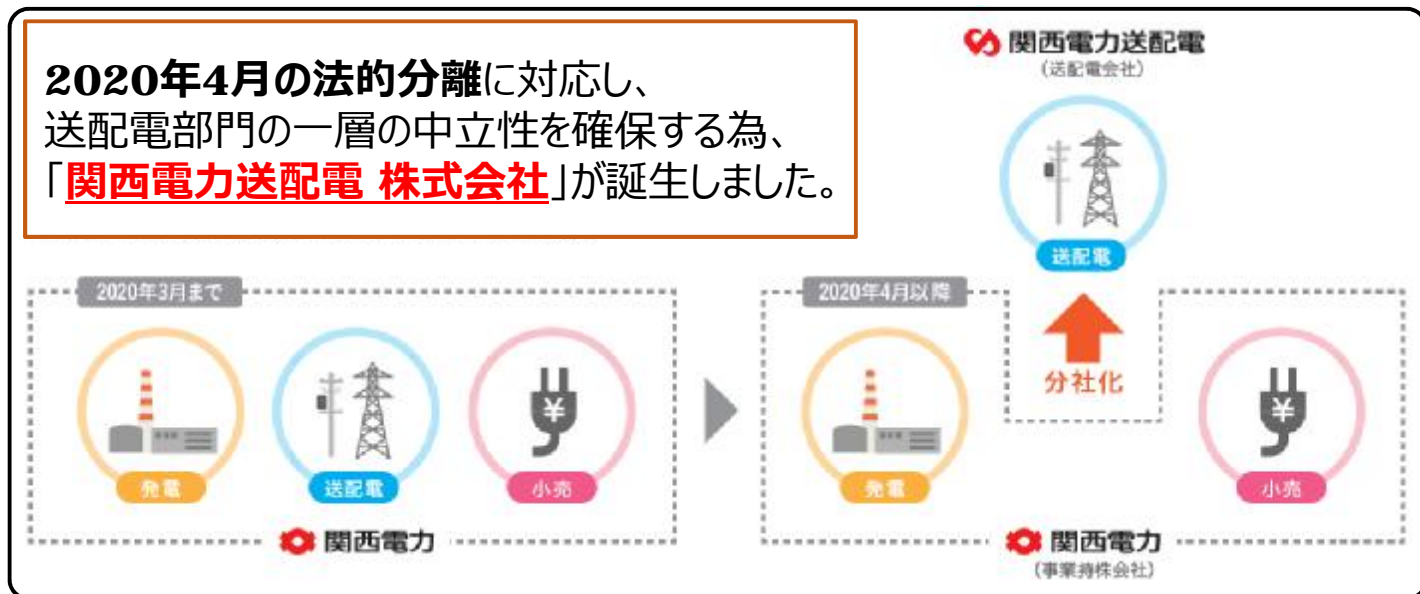 2020年4月の法的分離に対応し、
送配電部門の一層の中立性を確保する為、
「関西電力送配電 株式会社」が誕生しました。
関西電力送配電
(送配電会社)
送配電
2020年3月まで
発電
送配電
小売
関西電力
2020年4月以降
分社化
発電
小売
関西電力
(事業持株会社)